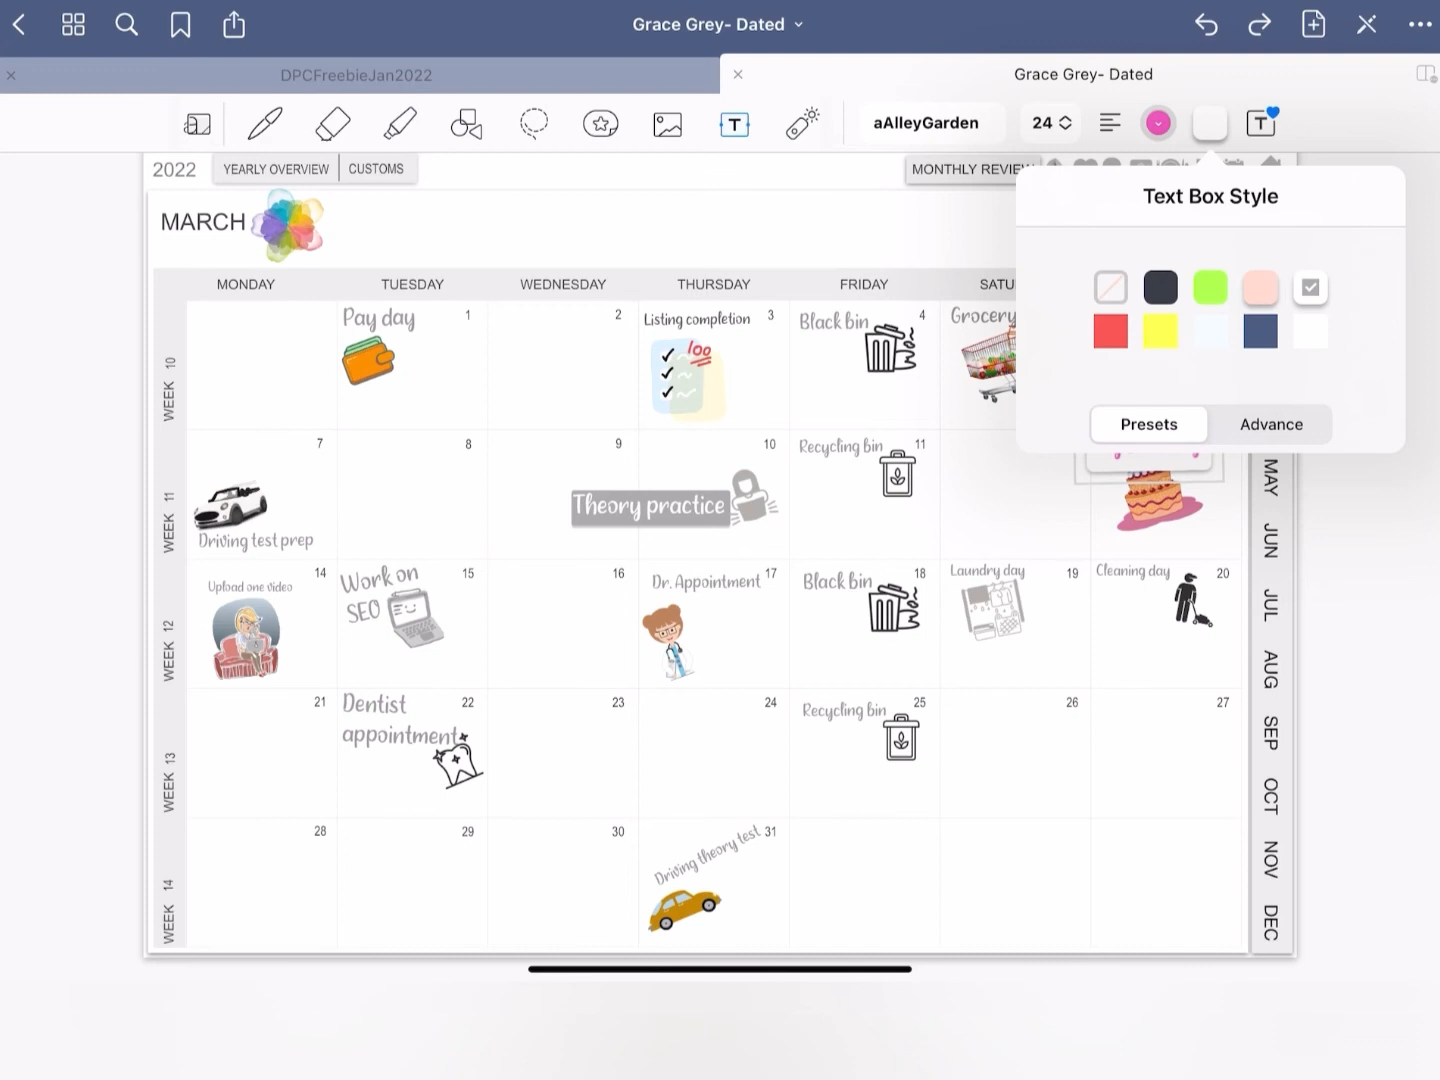 Grace Grey- Dated
DPCFreebieJan2022
Grace Grey- Dated
T
aAlleyGarden
24
T
2022
YEARLY OVERVIEW
CUSTOMS
MONTHLY REVIEW
Text Box Style
Presets
Advance
MARCH
MONDAY
TUESDAY
WEDNESDAY
THURSDAY
FRIDAY
SATU
WEEK 10
Pay day
1
2
Listing completion
3
100
Black bin
4
Grocery
WEEK 11
7
Driving test prep
8
9
Theory practice
10
Recycling bin
11
WEEK 12
Upload one video
14
Work on
SEO
15
16
Dr. Appointment
17
Black bin
18
Laundry day
19
Cleaning day
20
WEEK 13
21
Dentist
appointment
22
23
24
Recycling bin
25
26
27
WEEK 14
28
29
30
Driving theory test
31
MAY
JUN
JUL
AUG
SEP
OCT
NOV
DEC